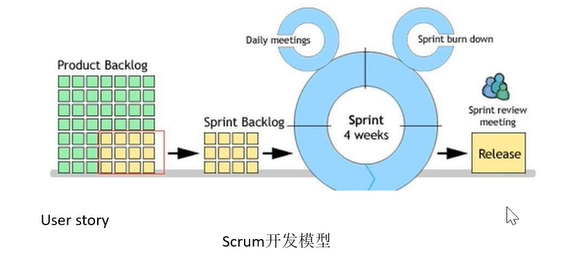 Daily meetings
Sprint burn down
Product Backlog
Sprint Backlog
Sprint
4 weeks
Sprint review
meeting
Release
User story
Scrum开发模型